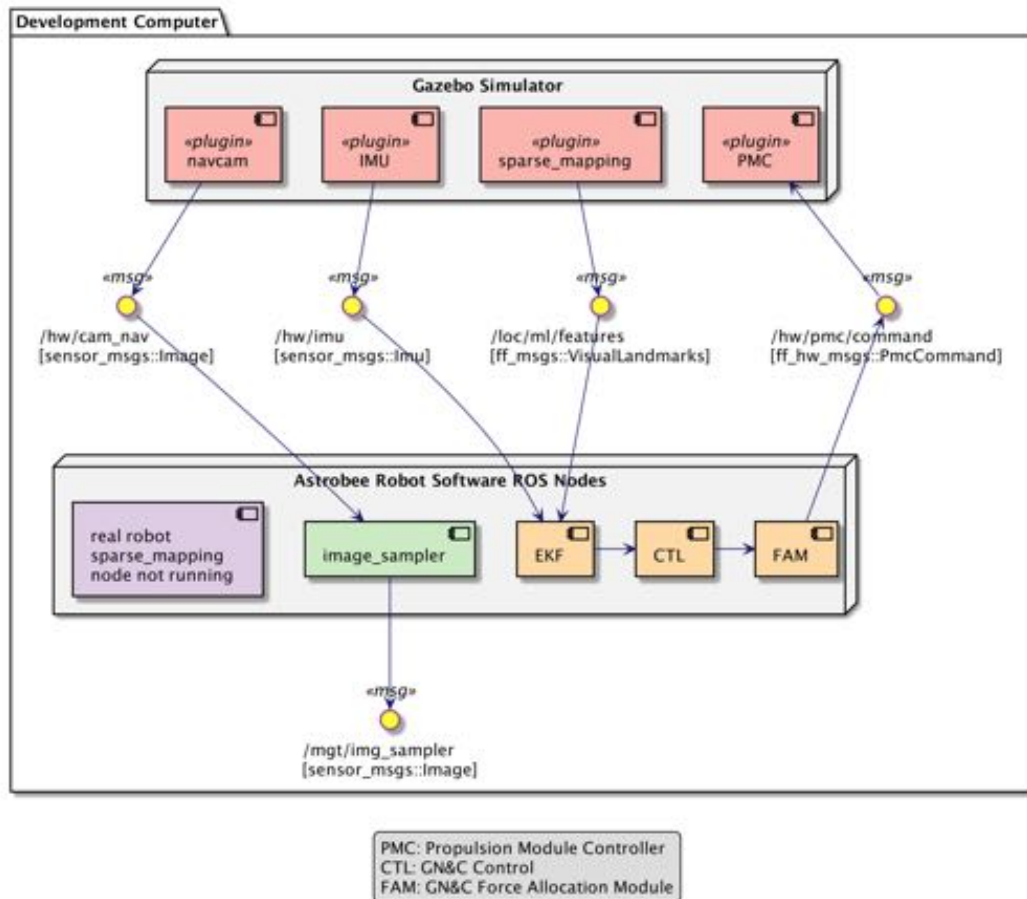 Development Computer
Gazebo Simulator
«plugin»
navcam
«plugin»
IMU
«plugin»
sparse_mapping
«plugin»
PMC
«msg»
/hw/cam_nav
[sensor_msgs::Image]
«msg»
/hw/imu
[sensor_msgs::Imu]
«msg»
/loc/ml/features
[ff_msgs::VisualLandmarks]
«msg»
/hw/pmc/command
[ff_hw_msgs::PmcCommand]
Astrobee Robot Software ROS Nodes
real robot
sparse_mapping
node not running
image_sampler
EKF
CTL
FAM
«msg»
/mgt/img_sampler
[sensor_msgs::Image]
PMC: Propulsion Module Controller
CTL: GN&C Control
FAM: GN&C Force Allocation Module